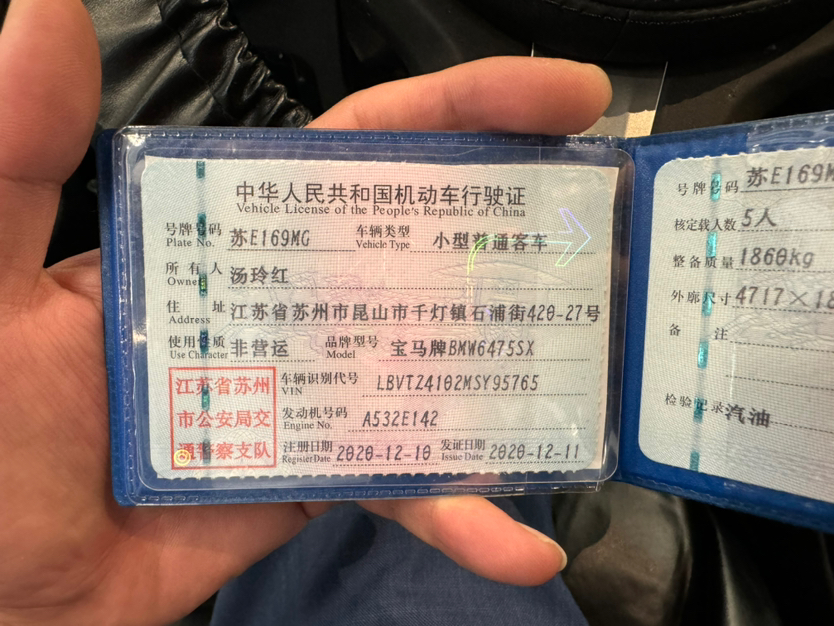 中华人民共和国机动车行驶证
Vehicle License of the People's Republic of China
号牌号码 苏E169MG 车辆类型 小型普通客车
Plate No. Vehicle Type
所有人 汤玲红
Owner
住址 江苏省苏州市昆山市千灯镇石浦街420-27号
Address
使用性质 非营运 品牌型号 宝马牌BMW6475SX
Use Character Model
江苏省苏州
市公安局交
通警察支队
车辆识别代号 LBVTZ4102MSY95765
VIN
发动机号码 A532E142
Engine No.
注册日期 2020-12-10 发证日期 2020-12-11
Register Date Issue Date
号牌号码 苏E169M
核定载人数 5人
整备质量 1860kg
外廓尺寸 4717×18
备注
检验记录 汽油